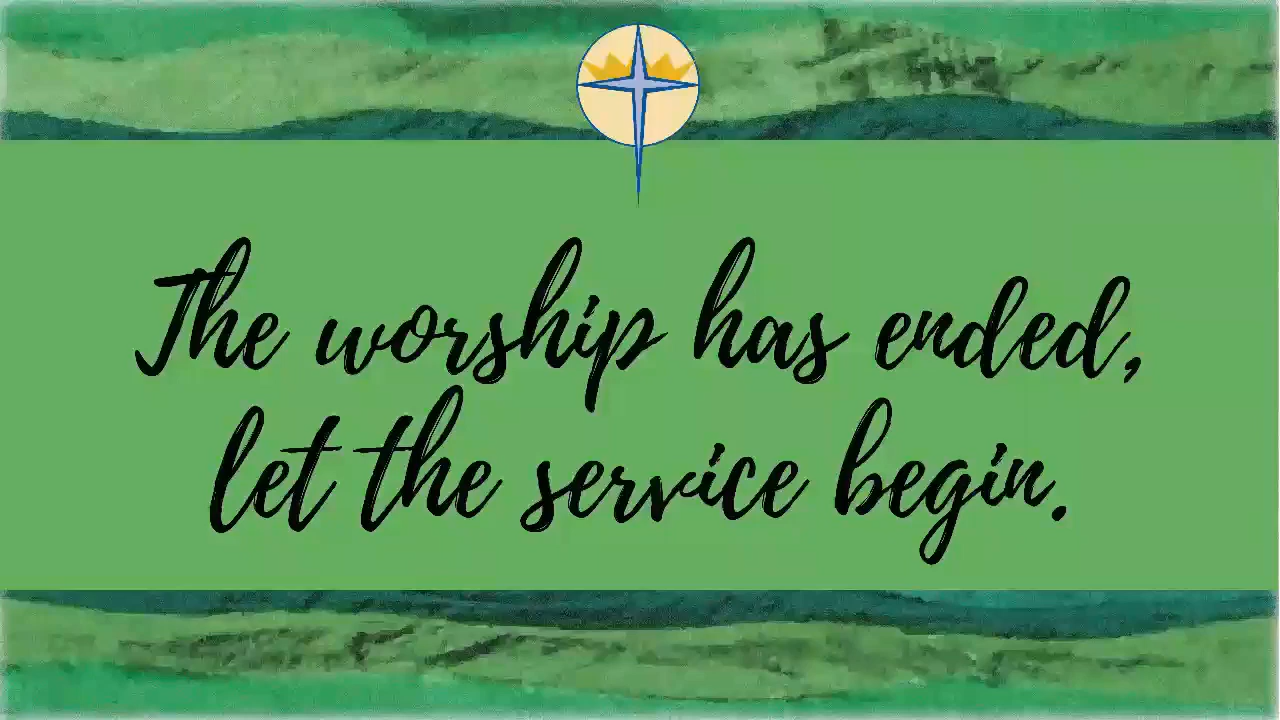 The worship has ended,
let the service begin.